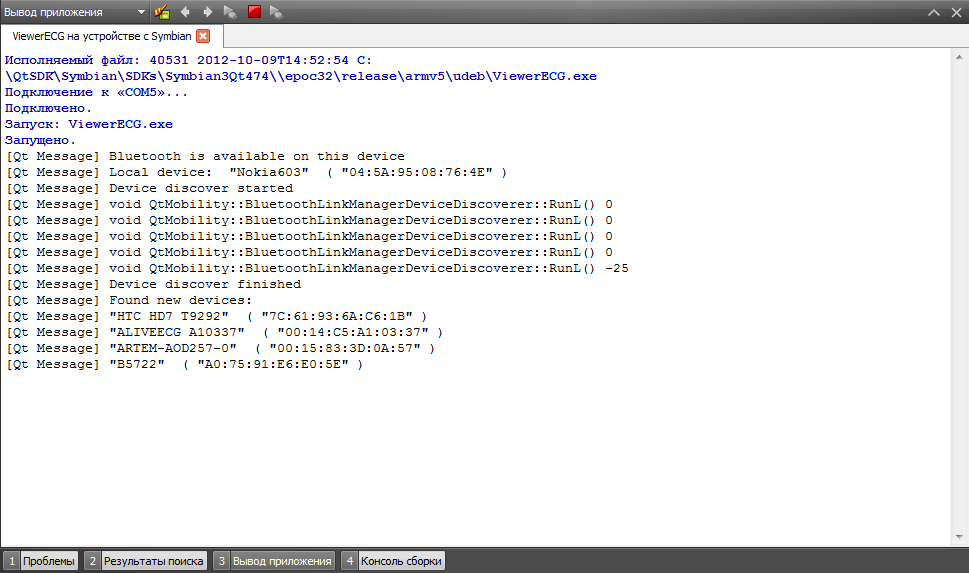 Вывод приложения
ViewerECG на устройстве с Symbian
Исполняемый файл: 40531 2012-10-09T14:52:54 C:
\QtSDK\Symbian\SDKs\Symbian3Qt474\\epoc32\release\armv5\udeb\ViewerECG.exe
Подключение к «COM5»...
Подключено.
Запуск: ViewerECG.exe
Запущено.
[Qt Message] Bluetooth is available on this device
[Qt Message] Local device:  "Nokia603"  ( "04:5A:95:08:76:4E" )
[Qt Message] Device discover started
[Qt Message] void QtMobility::BluetoothLinkManagerDeviceDiscoverer::RunL() 0
[Qt Message] void QtMobility::BluetoothLinkManagerDeviceDiscoverer::RunL() 0
[Qt Message] void QtMobility::BluetoothLinkManagerDeviceDiscoverer::RunL() 0
[Qt Message] void QtMobility::BluetoothLinkManagerDeviceDiscoverer::RunL() 0
[Qt Message] void QtMobility::BluetoothLinkManagerDeviceDiscoverer::RunL() -25
[Qt Message] Device discover finished
[Qt Message] Found new devices:
[Qt Message] "HTC HD7 T9292"  ( "7C:61:93:6A:C6:1B" )
[Qt Message] "ALIVEECG A10337"  ( "00:14:C5:A1:03:37" )
[Qt Message] "ARTEM-AOD257-0"  ( "00:15:83:3D:0A:57" )
[Qt Message] "B5722"  ( "A0:75:91:E6:E0:5E" )
1 Проблемы 2 Результаты поиска 3 Вывод приложения 4 Консоль сборки